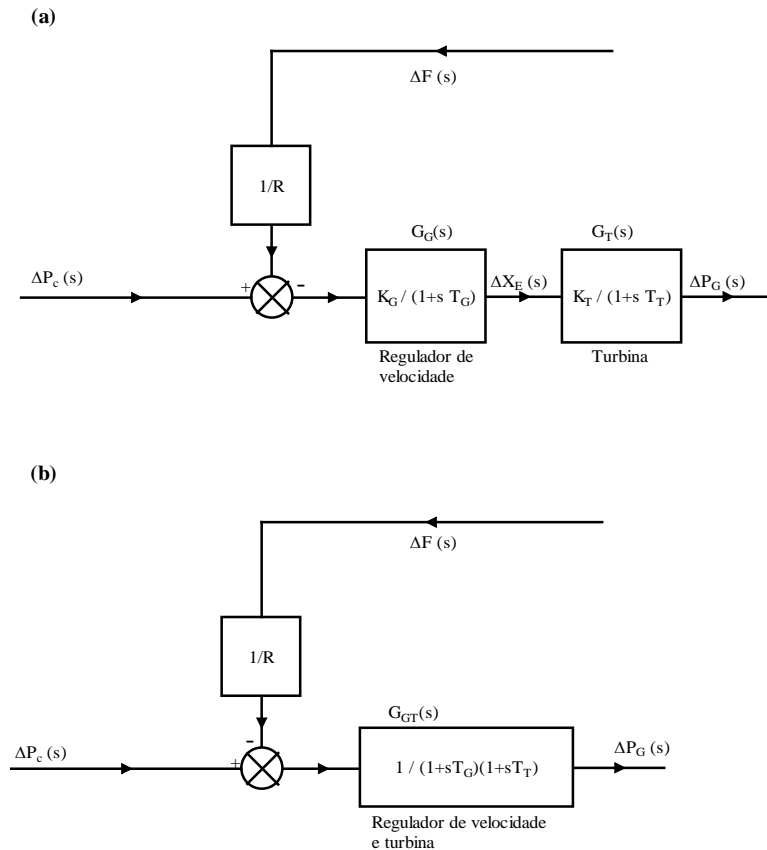 (a)
ΔF (s)
1/R
G_G(s)
G_T(s)
ΔP_c (s)
+
-
K_G / (1+s T_G)
ΔX_E (s)
K_T / (1+s T_T)
ΔP_G (s)
Regulador de
velocidade
Turbina
(b)
ΔF (s)
1/R
G_GT(s)
-
ΔP_c (s)
+
1 / (1+sT_G)(1+sT_T)
ΔP_G (s)
Regulador de velocidade
e turbina